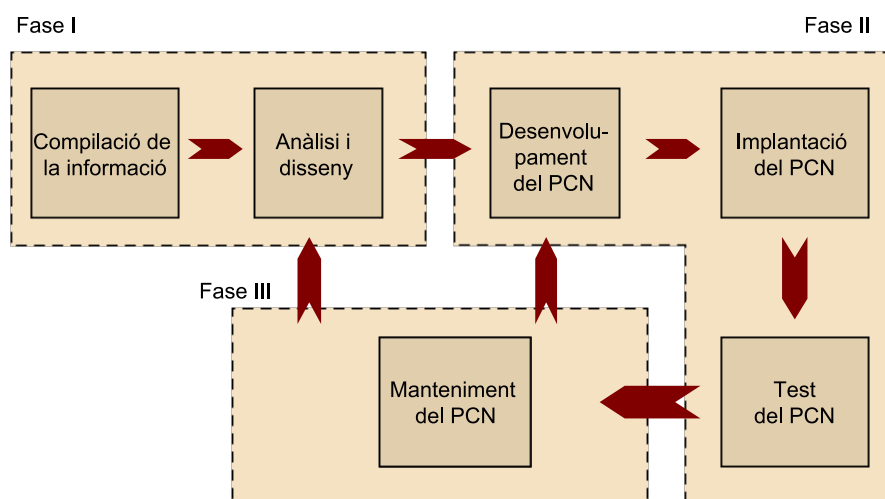 Fase I
Fase II
Compilació de
la informació
Anàlisi i
disseny
Desenvolu-
pament
del PCN
Implantació
del PCN
Fase III
Manteniment
del PCN
Test
del PCN